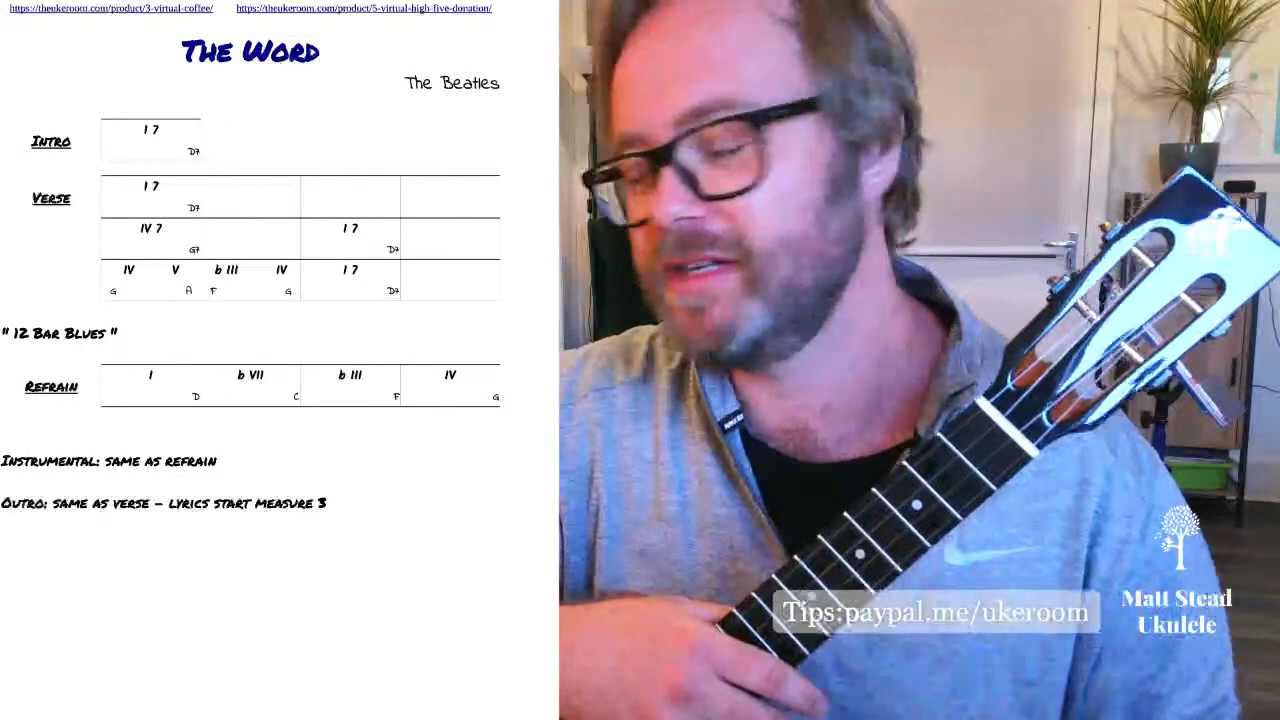 https://theukeroom.com/product/3-virtual-coffee/ https://theukeroom.com/product/5-virtual-high-five-donation/
The Word
The Beatles
Intro
I 7
D7
Verse
I 7
D7
IV 7 I 7
G7 D7
IV V b III IV I 7
G A F G D7
" 12 Bar Blues "
Refrain
I b VII b III IV
D C F G
Instrumental: same as refrain
Outro: same as verse – lyrics start measure 3
Tips:paypal.me/ukeroom
Matt Stead
Ukulele